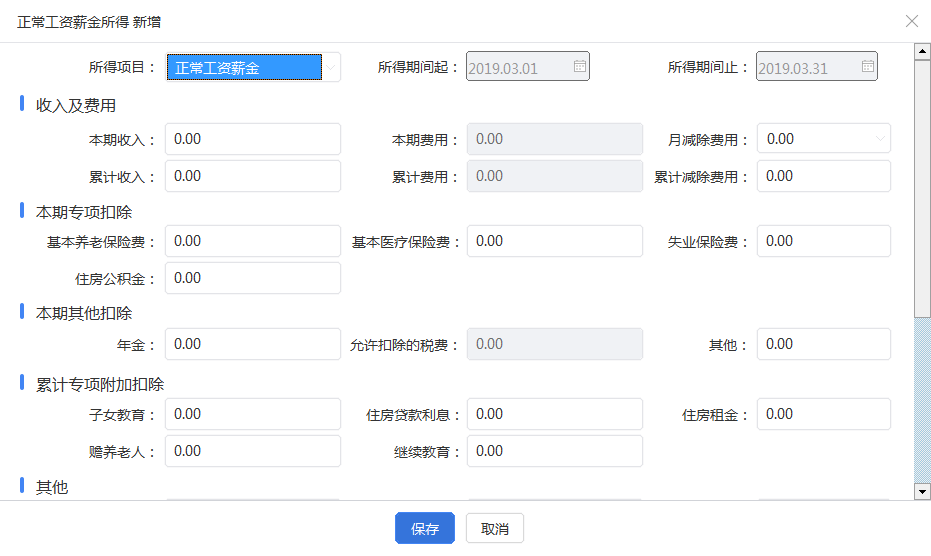 正常工资薪金所得 新增
所得项目： 正常工资薪金 所得期间起： 2019.03.01 所得期间止： 2019.03.31
收入及费用
本期收入： 0.00 本期费用： 0.00 月减除费用： 0.00
累计收入： 0.00 累计费用： 0.00 累计减除费用： 0.00
本期专项扣除
基本养老保险费： 0.00 基本医疗保险费： 0.00 失业保险费： 0.00
住房公积金： 0.00
本期其他扣除
年金： 0.00 允许扣除的税费： 0.00 其他： 0.00
累计专项附加扣除
子女教育： 0.00 住房贷款利息： 0.00 住房租金： 0.00
赡养老人： 0.00 继续教育： 0.00
其他
保存 取消